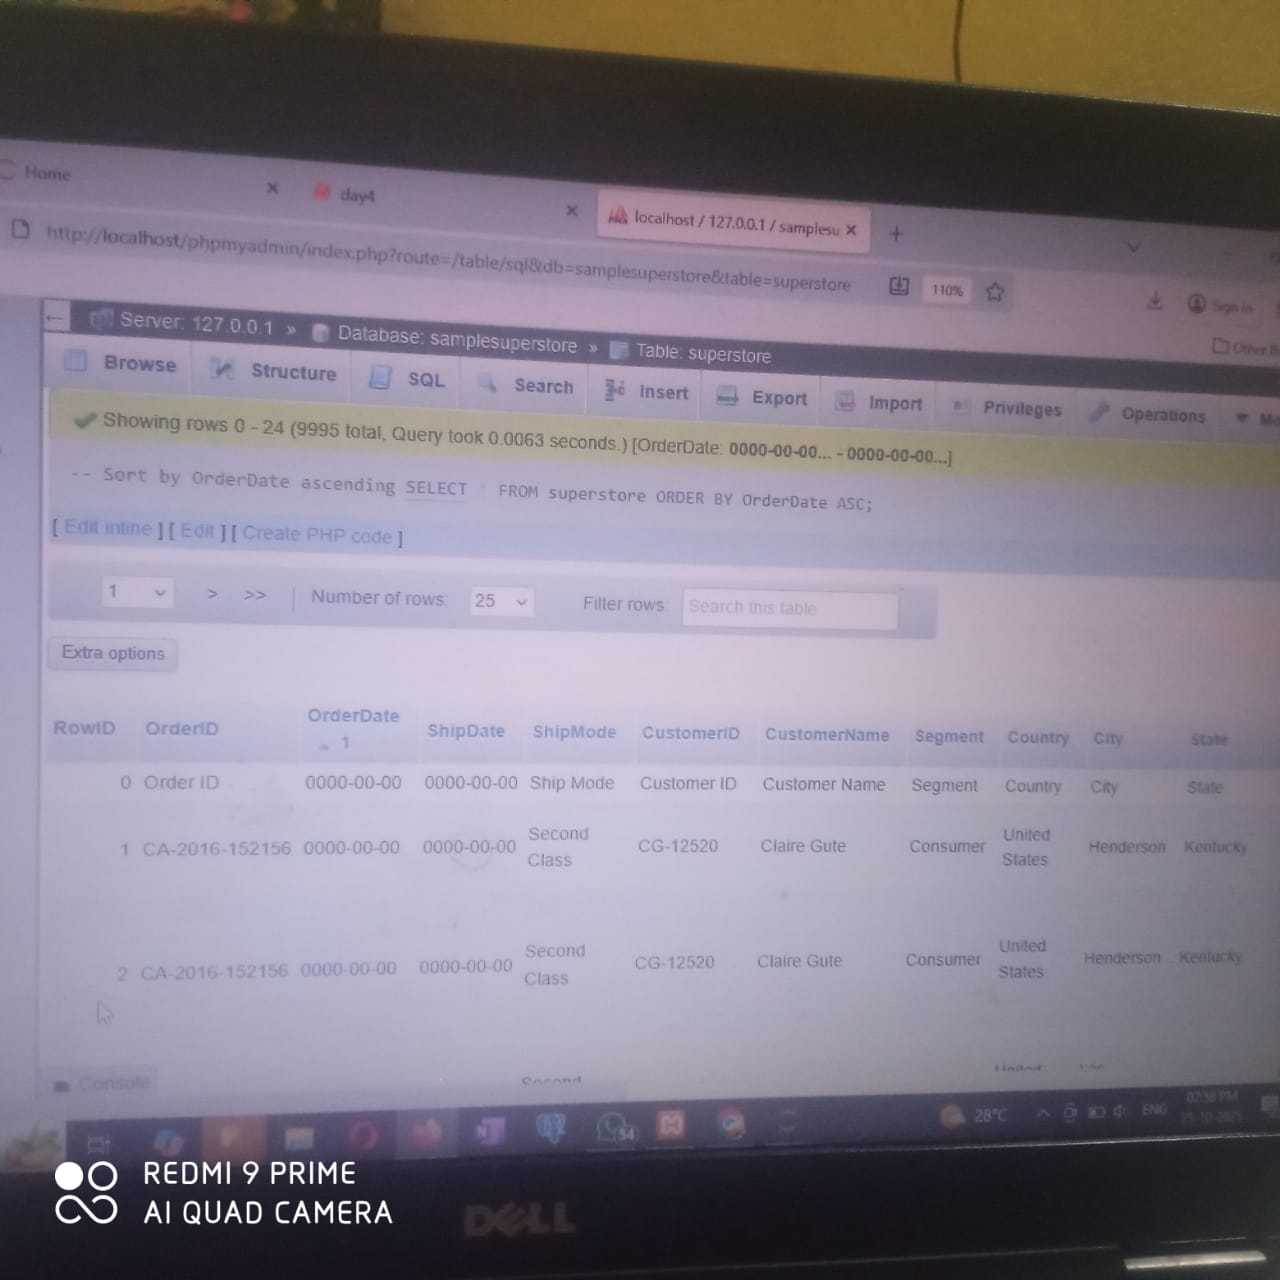 Home
day4
localhost / 127.0.0.1 / samplesu
http://localhost/phpmyadmin/index.php?route=/table/sql&db=samplesuperstore&table=superstore
110%
Sign in
Server: 127.0.0.1 » Database: samplesuperstore » Table: superstore
Browse Structure SQL Search Insert Export Import Privileges Operations
Showing rows 0 - 24 (9995 total, Query took 0.0063 seconds.) [OrderDate: 0000-00-00... - 0000-00-00...]
-- Sort by OrderDate ascending SELECT * FROM superstore ORDER BY OrderDate ASC;
[ Edit inline ] [ Edit ] [ Create PHP code ]
1 > >> Number of rows: 25 Filter rows: Search this table
Extra options
RowID OrderID OrderDate 1 ShipDate ShipMode CustomerID CustomerName Segment Country City State
0 Order ID 0000-00-00 0000-00-00 Ship Mode Customer ID Customer Name Segment Country City State
1 CA-2016-152156 0000-00-00 0000-00-00 Second Class CG-12520 Claire Gute Consumer United States Henderson Kentucky
2 CA-2016-152156 0000-00-00 0000-00-00 Second Class CG-12520 Claire Gute Consumer United States Henderson Kentucky
Second United
Console
54
28°C
ENG
REDMI 9 PRIME
AI QUAD CAMERA
DELL